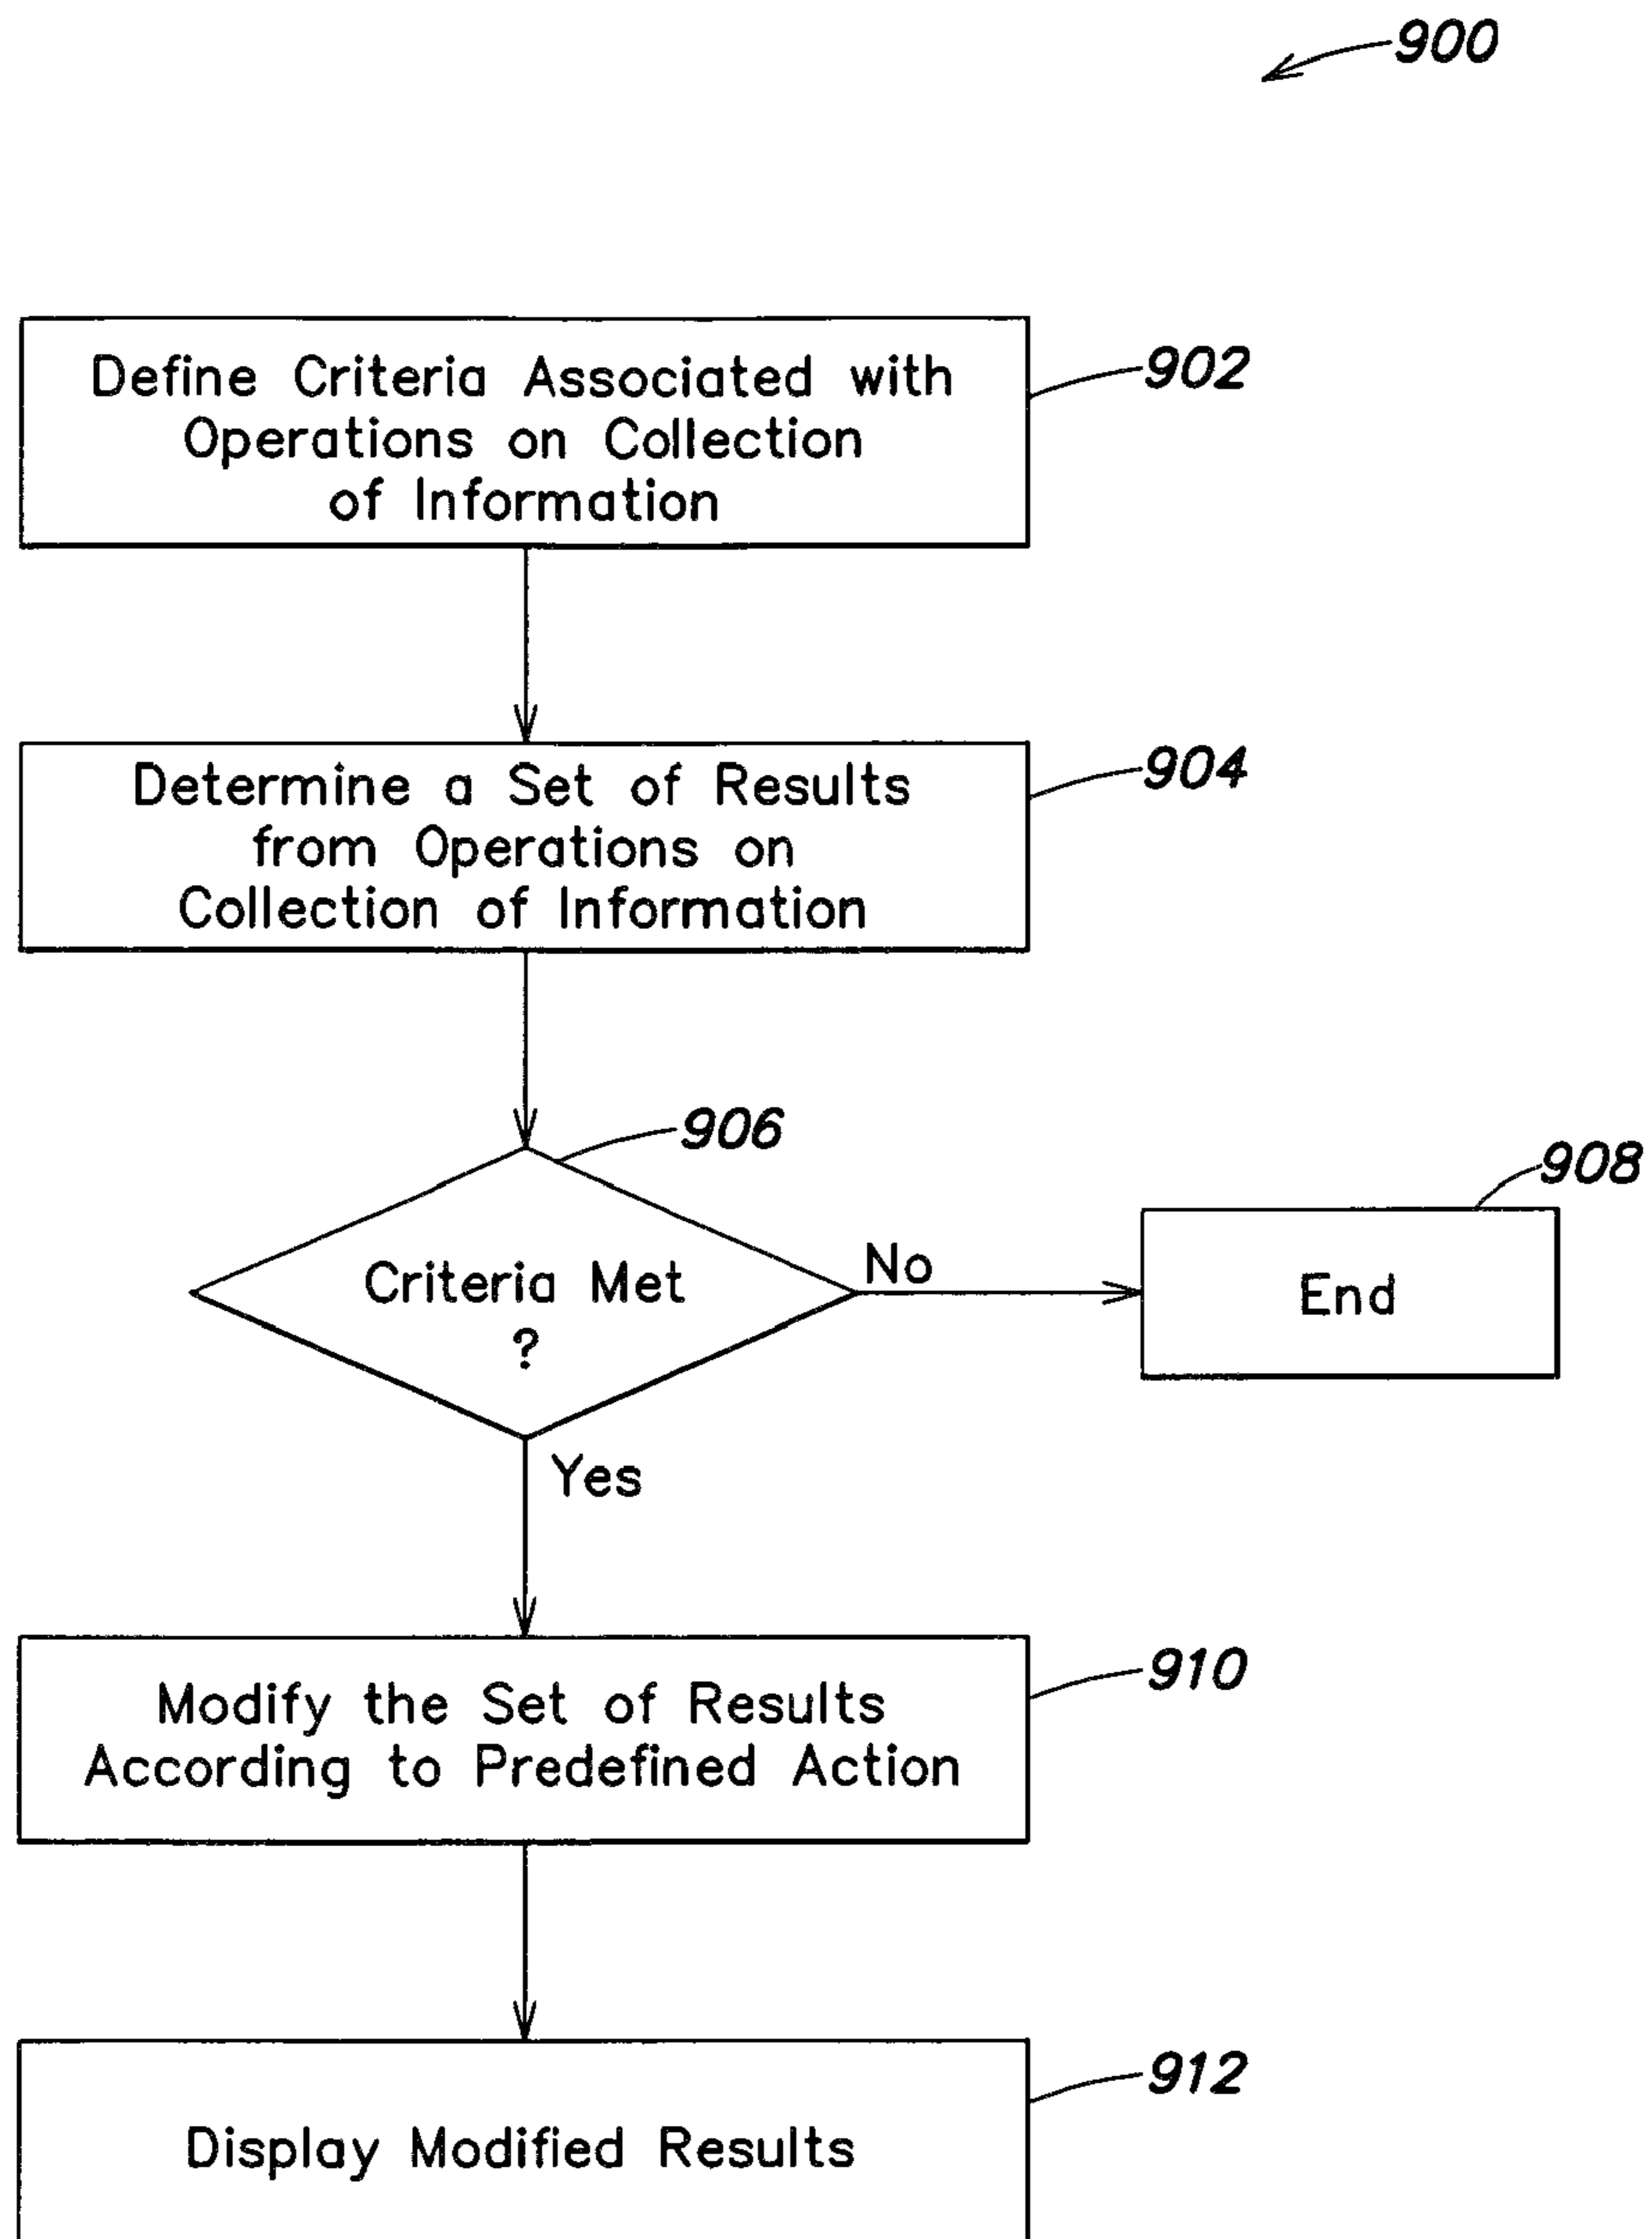 900
Define Criteria Associated with
Operations on Collection
of Information
902
Determine a Set of Results
from Operations on
Collection of Information
904
906
Criteria Met
?
No
908
End
Yes
Modify the Set of Results
According to Predefined Action
910
Display Modified Results
912